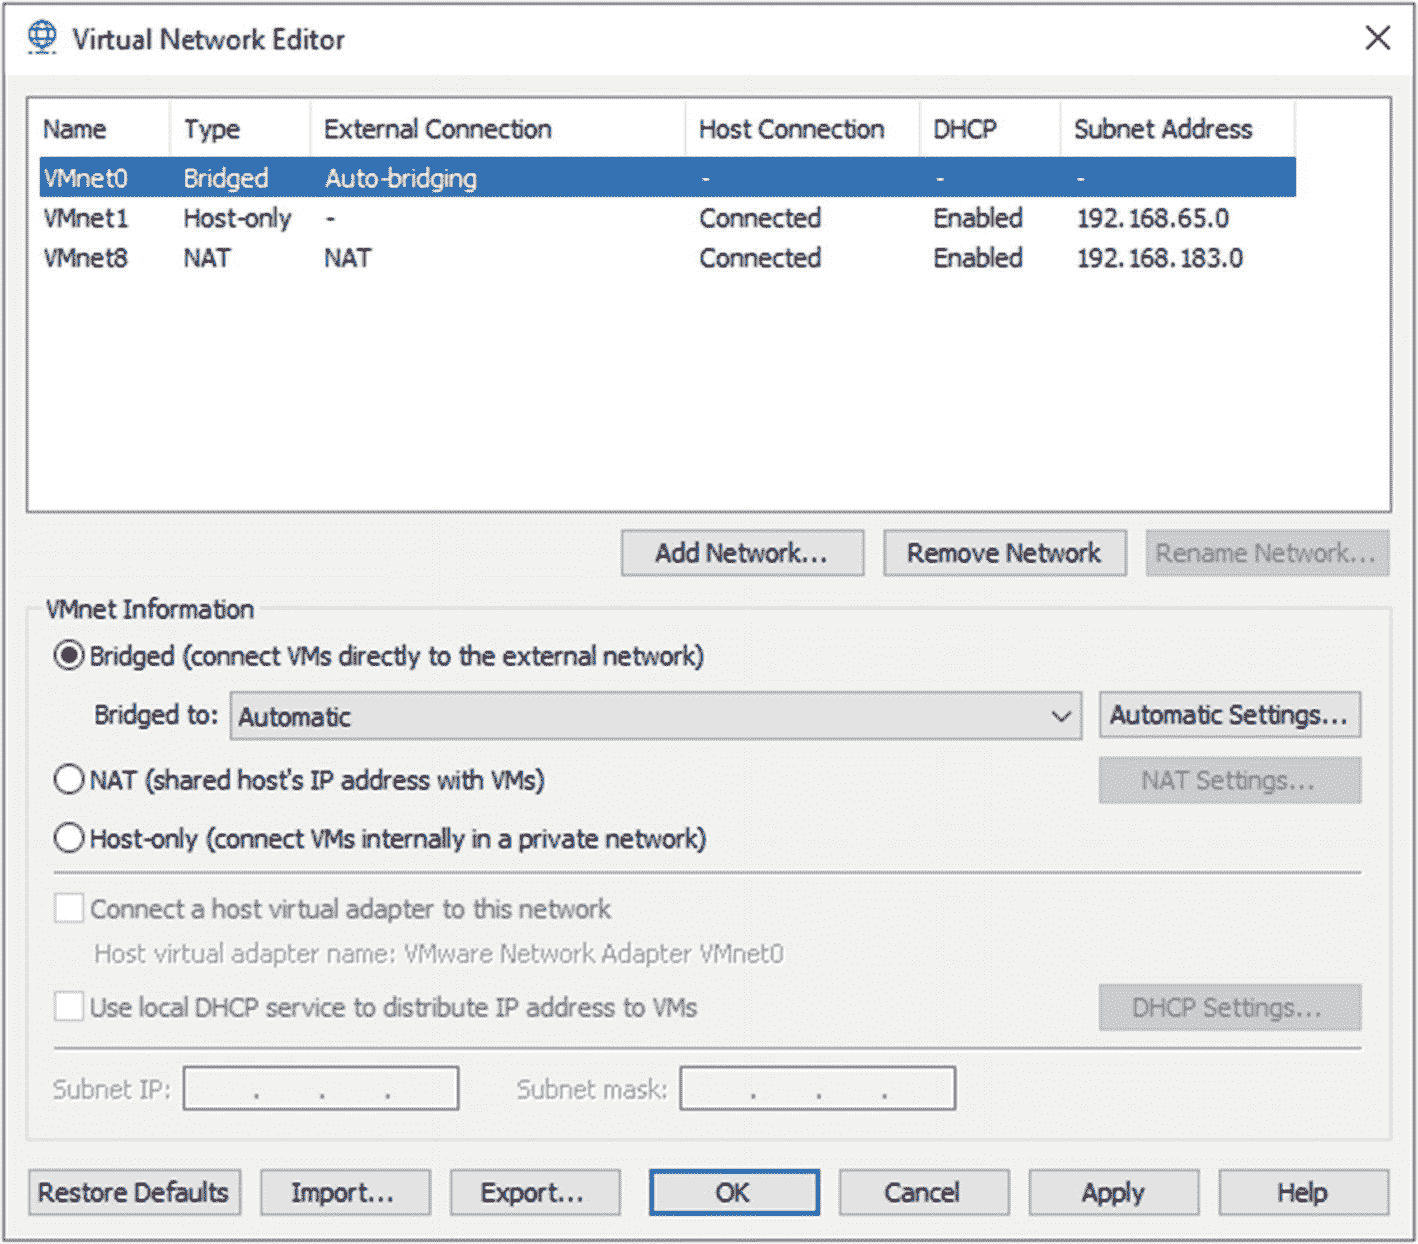 Virtual Network Editor
Name Type External Connection Host Connection DHCP Subnet Address
VMnet0 Bridged Auto-bridging - - -
VMnet1 Host-only - Connected Enabled 192.168.65.0
VMnet8 NAT NAT Connected Enabled 192.168.183.0
Add Network... Remove Network Rename Network...
VMnet Information
Bridged (connect VMs directly to the external network)
Bridged to: Automatic Automatic Settings...
NAT (shared host's IP address with VMs) NAT Settings...
Host-only (connect VMs internally in a private network)
Connect a host virtual adapter to this network
Host virtual adapter name: VMware Network Adapter VMnet0
Use local DHCP service to distribute IP address to VMs DHCP Settings...
Subnet IP: . . . Subnet mask: . . .
Restore Defaults Import... Export... OK Cancel Apply Help